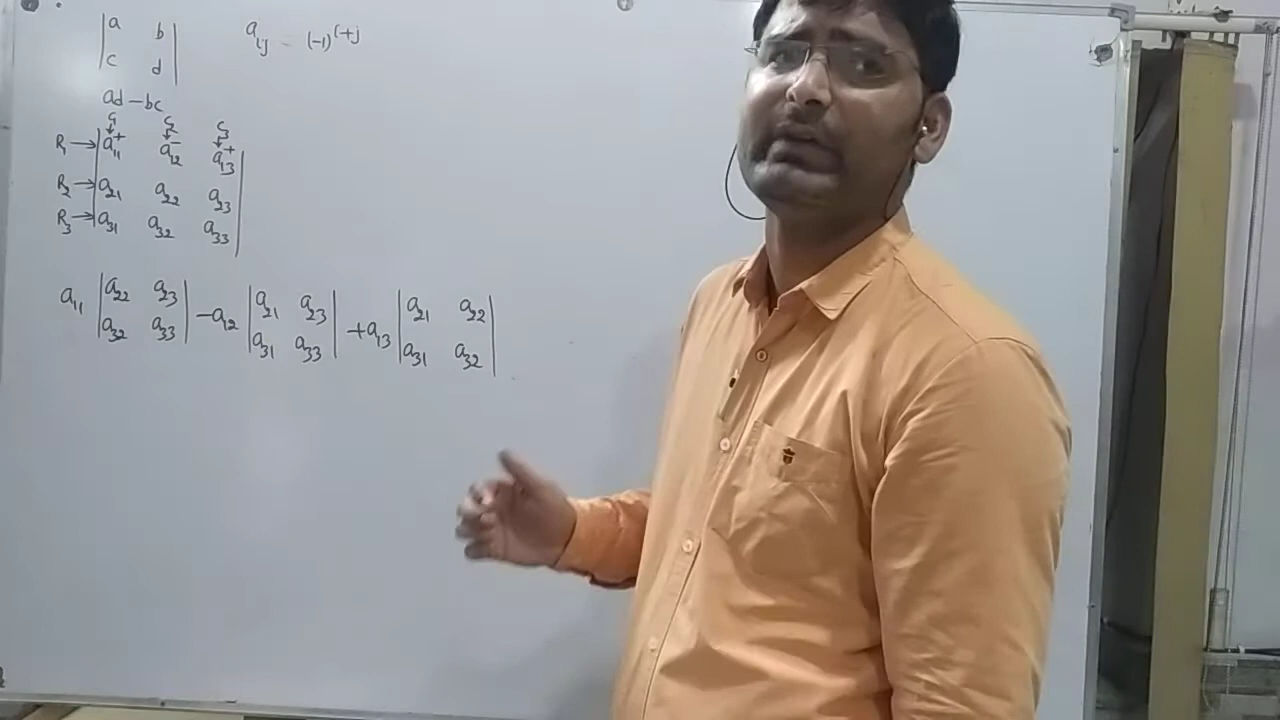 |a b|
|c d|
a_ij = (-1)^(i+j)
ad - bc
C₁ C₂ C₃
R₁ → |a₁₁⁺ a₁₂⁻ a₁₃⁺|
R₂ → |a₂₁ a₂₂ a₂₃|
R₃ → |a₃₁ a₃₂ a₃₃|
a₁₁ |a₂₂ a₂₃| - a₁₂ |a₂₁ a₂₃| + a₁₃ |a₂₁ a₂₂|
|a₃₂ a₃₃| |a₃₁ a₃₃| |a₃₁ a₃₂|